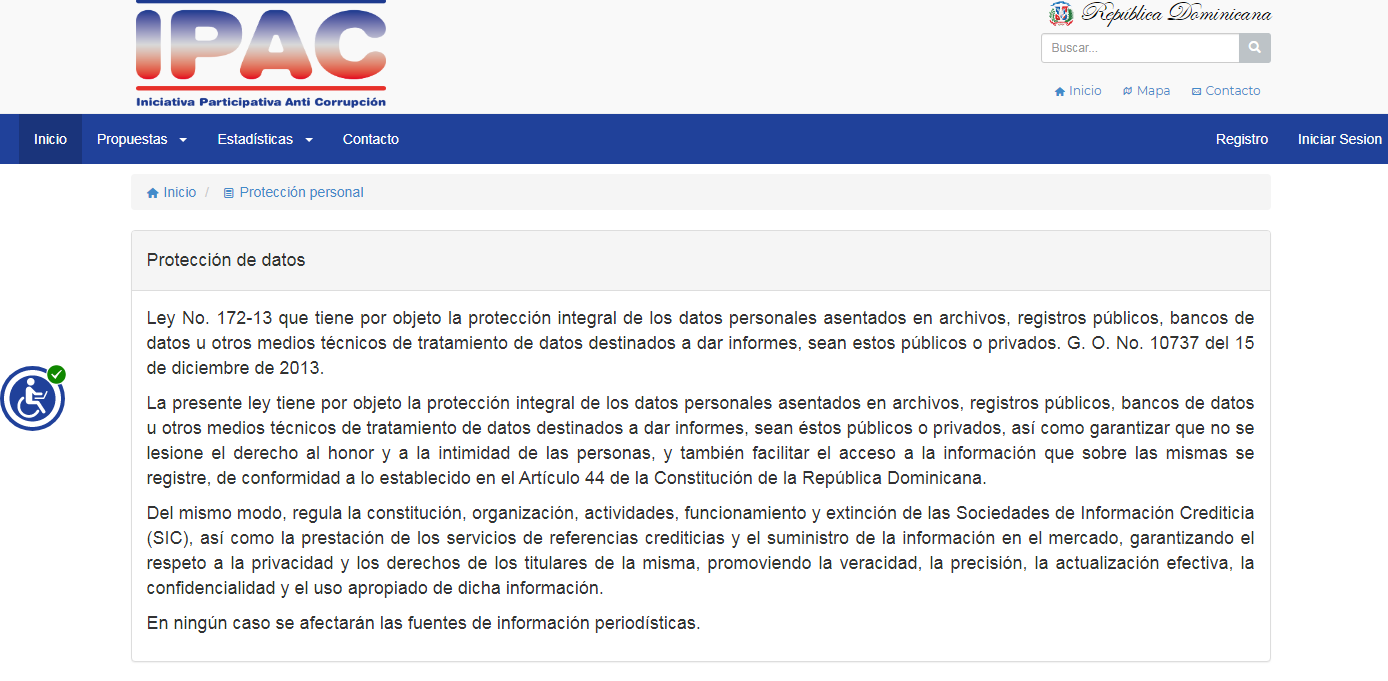 IPAC
Iniciativa Participativa Anti Corrupción
República Dominicana
Buscar...
Inicio Mapa Contacto
Inicio Propuestas Estadísticas Contacto Registro Iniciar Sesion
Inicio / Protección personal
Protección de datos
Ley No. 172-13 que tiene por objeto la protección integral de los datos personales asentados en archivos, registros públicos, bancos de
datos u otros medios técnicos de tratamiento de datos destinados a dar informes, sean estos públicos o privados. G. O. No. 10737 del 15
de diciembre de 2013.
La presente ley tiene por objeto la protección integral de los datos personales asentados en archivos, registros públicos, bancos de datos
u otros medios técnicos de tratamiento de datos destinados a dar informes, sean éstos públicos o privados, así como garantizar que no se
lesione el derecho al honor y a la intimidad de las personas, y también facilitar el acceso a la información que sobre las mismas se
registre, de conformidad a lo establecido en el Artículo 44 de la Constitución de la República Dominicana.
Del mismo modo, regula la constitución, organización, actividades, funcionamiento y extinción de las Sociedades de Información Crediticia
(SIC), así como la prestación de los servicios de referencias crediticias y el suministro de la información en el mercado, garantizando el
respeto a la privacidad y los derechos de los titulares de la misma, promoviendo la veracidad, la precisión, la actualización efectiva, la
confidencialidad y el uso apropiado de dicha información.
En ningún caso se afectarán las fuentes de información periodísticas.